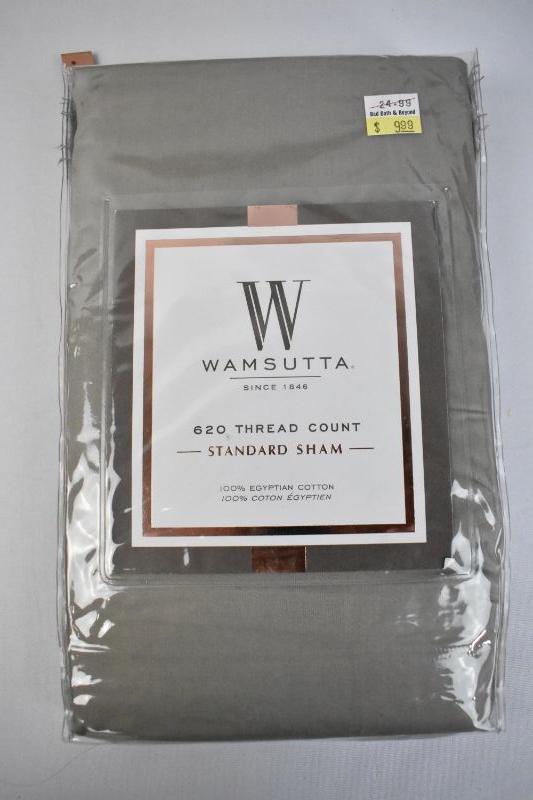 24.99
Bed Bath & Beyond
$ 9.99
W
WAMSUTTA®
SINCE 1846
620 THREAD COUNT
STANDARD SHAM
100% EGYPTIAN COTTON
100% COTON ÉGYPTIEN